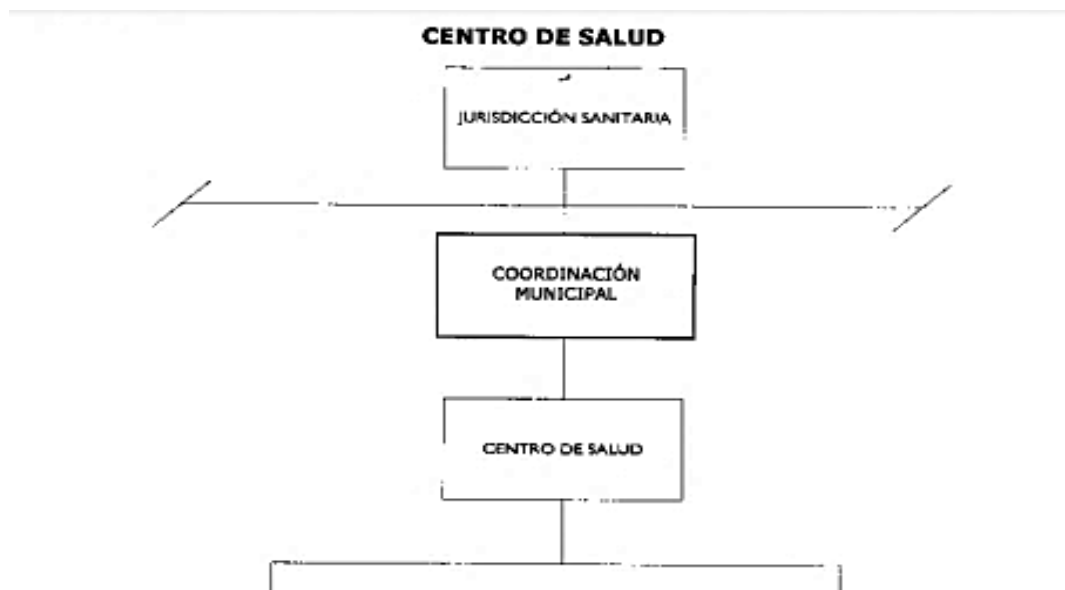 CENTRO DE SALUD
JURISDICCIÓN SANITARIA
COORDINACIÓN
MUNICIPAL
CENTRO DE SALUD